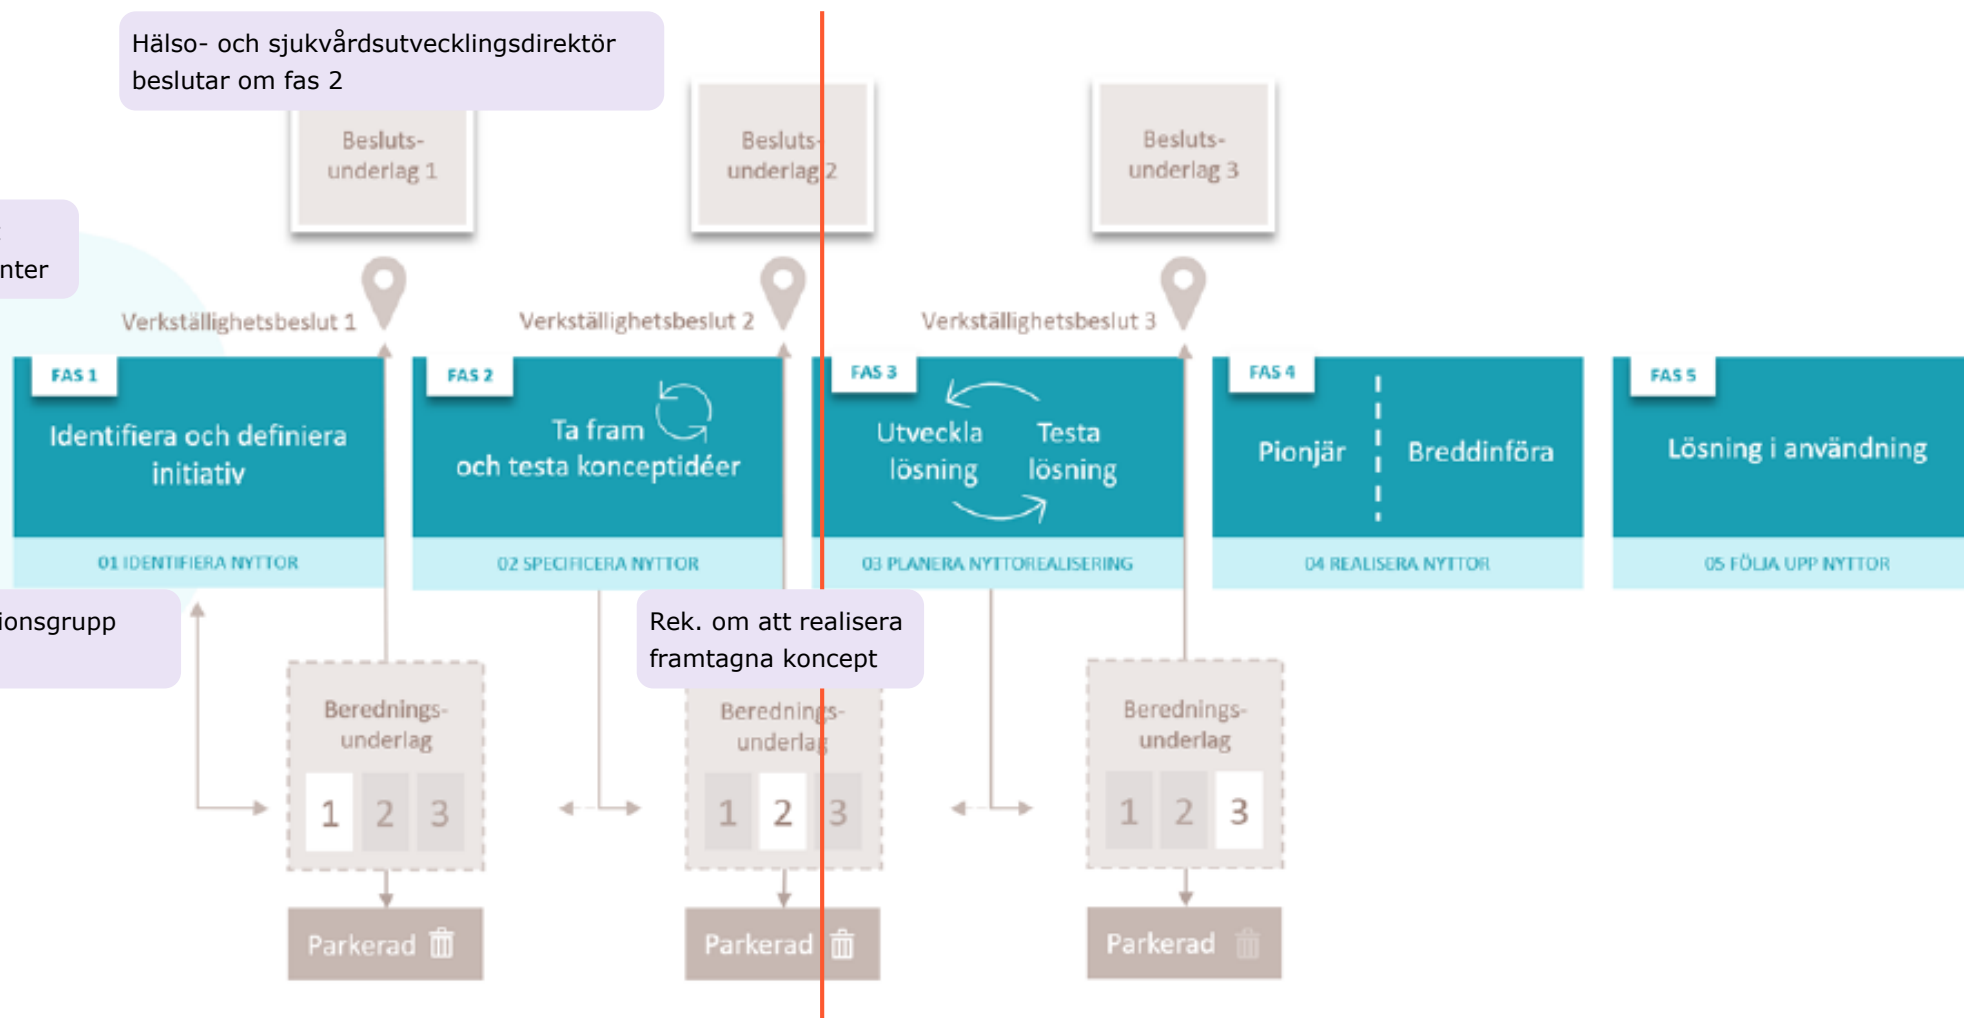 Hälso- och sjukvårdsutvecklingsdirektör
beslutar om fas 2
Besluts-
underlag 1
Besluts-
underlag 2
Besluts-
underlag 3
nter
Verkställighetsbeslut 1
Verkställighetsbeslut 2
Verkställighetsbeslut 3
FAS 1
Identifiera och definiera
initiativ
01 IDENTIFIERA NYTTOR
FAS 2
Ta fram
och testa konceptidéer
02 SPECIFICERA NYTTOR
FAS 3
Utveckla
lösning
Testa
lösning
03 PLANERA NYTTOREALISERING
FAS 4
Pionjär
Breddinföra
04 REALISERA NYTTOR
FAS 5
Lösning i användning
05 FÖLJA UPP NYTTOR
ionsgrupp
Rek. om att realisera
framtagna koncept
Berednings-
underlag
1 2 3
Berednings-
underlag
1 2 3
Berednings-
underlag
1 2 3
Parkerad
Parkerad
Parkerad